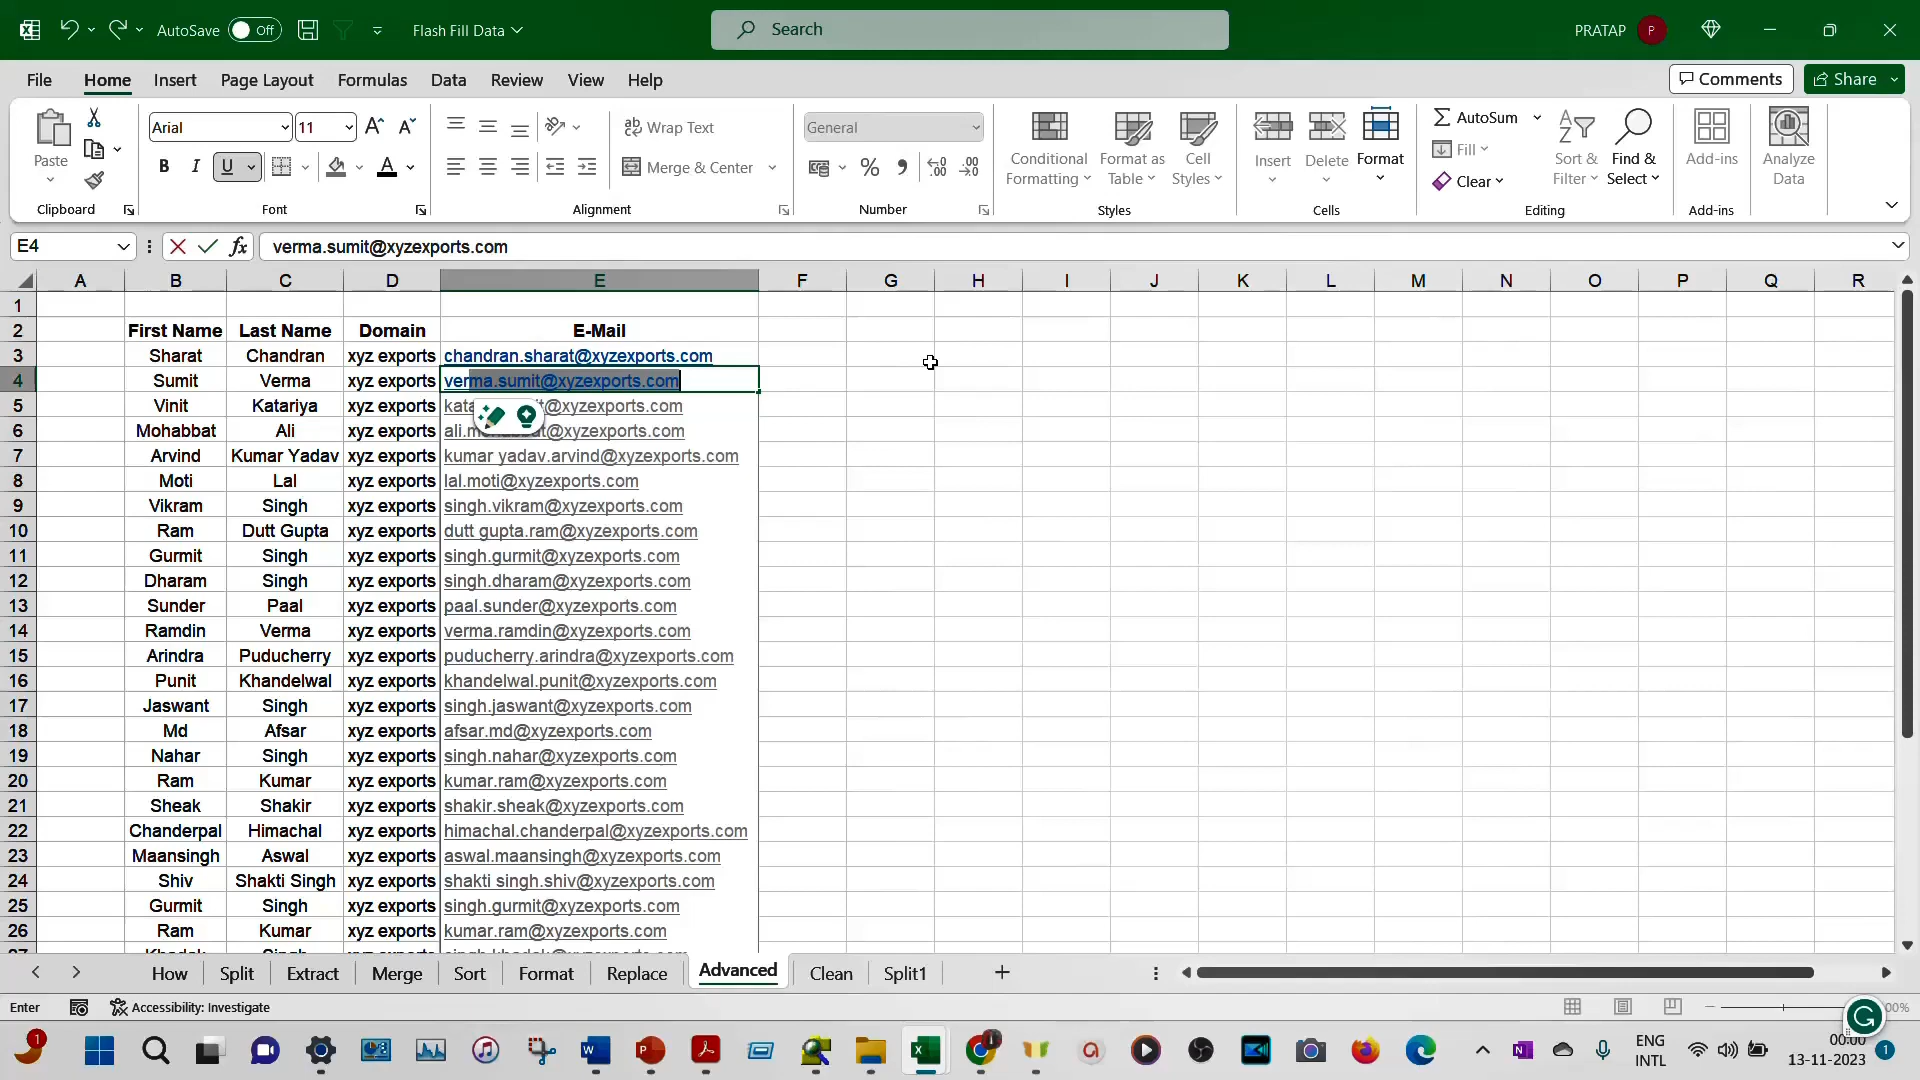 AutoSave Off Flash Fill Data Search PRATAP P
File Home Insert Page Layout Formulas Data Review View Help Comments Share
Arial 11 Wrap Text General AutoSum
Paste B I U Merge & Center Conditional Formatting Format as Table Cell Styles Insert Delete Format Fill Clear Sort & Filter Find & Select Add-ins Analyze Data
Clipboard Font Alignment Number Styles Cells Editing Add-ins
E4 fx verma.sumit@xyzexports.com
A B C D E F G H I J K L M N O P Q R
1
2 First Name Last Name Domain E-Mail
3 Sharat Chandran xyz exports chandran.sharat@xyzexports.com
4 Sumit Verma xyz exports verma.sumit@xyzexports.com
5 Vinit Katariya xyz exports @xyzexports.com
6 Mohabbat Ali xyz exports @xyzexports.com
7 Arvind Kumar Yadav xyz exports kumar yadav.arvind@xyzexports.com
8 Moti Lal xyz exports lal.moti@xyzexports.com
9 Vikram Singh xyz exports singh.vikram@xyzexports.com
10 Ram Dutt Gupta xyz exports dutt gupta.ram@xyzexports.com
11 Gurmit Singh xyz exports singh.gurmit@xyzexports.com
12 Dharam Singh xyz exports singh.dharam@xyzexports.com
13 Sunder Paal xyz exports paal.sunder@xyzexports.com
14 Ramdin Verma xyz exports verma.ramdin@xyzexports.com
15 Arindra Puducherry xyz exports puducherry.arindra@xyzexports.com
16 Punit Khandelwal xyz exports khandelwal.punit@xyzexports.com
17 Jaswant Singh xyz exports singh.jaswant@xyzexports.com
18 Md Afsar xyz exports afsar.md@xyzexports.com
19 Nahar Singh xyz exports singh.nahar@xyzexports.com
20 Ram Kumar xyz exports kumar.ram@xyzexports.com
21 Sheak Shakir xyz exports shakir.sheak@xyzexports.com
22 Chanderpal Himachal xyz exports himachal.chanderpal@xyzexports.com
23 Maansingh Aswal xyz exports aswal.maansingh@xyzexports.com
24 Shiv Shakti Singh xyz exports shakti singh.shiv@xyzexports.com
25 Gurmit Singh xyz exports singh.gurmit@xyzexports.com
26 Ram Kumar xyz exports kumar.ram@xyzexports.com
How Split Extract Merge Sort Format Replace Advanced Clean Split1
Enter Accessibility: Investigate
ENG 00:00
INTL 13-11-2023